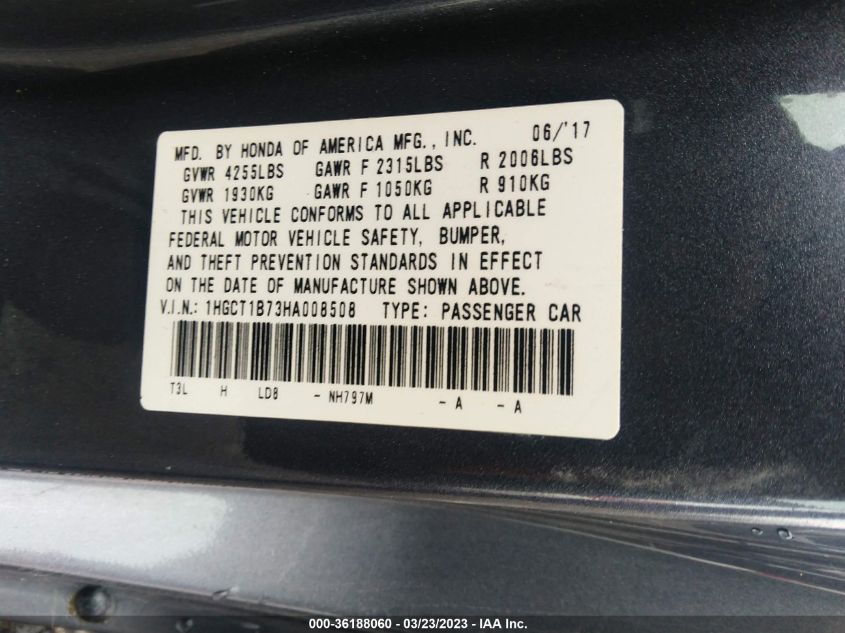 MFD. BY HONDA OF AMERICA MFG., INC. 06/'17
GVWR 4255LBS GAWR F 2315LBS R 2006LBS
GVWR 1930KG GAWR F 1050KG R 910KG
THIS VEHICLE CONFORMS TO ALL APPLICABLE
FEDERAL MOTOR VEHICLE SAFETY, BUMPER,
AND THEFT PREVENTION STANDARDS IN EFFECT
ON THE DATE OF MANUFACTURE SHOWN ABOVE.
V.I.N.: 1HGCT1B73HA008508 TYPE: PASSENGER CAR
T3L H LD8 - NH797M - A - A
000-36188060 — 03/23/2023 — IAA Inc.